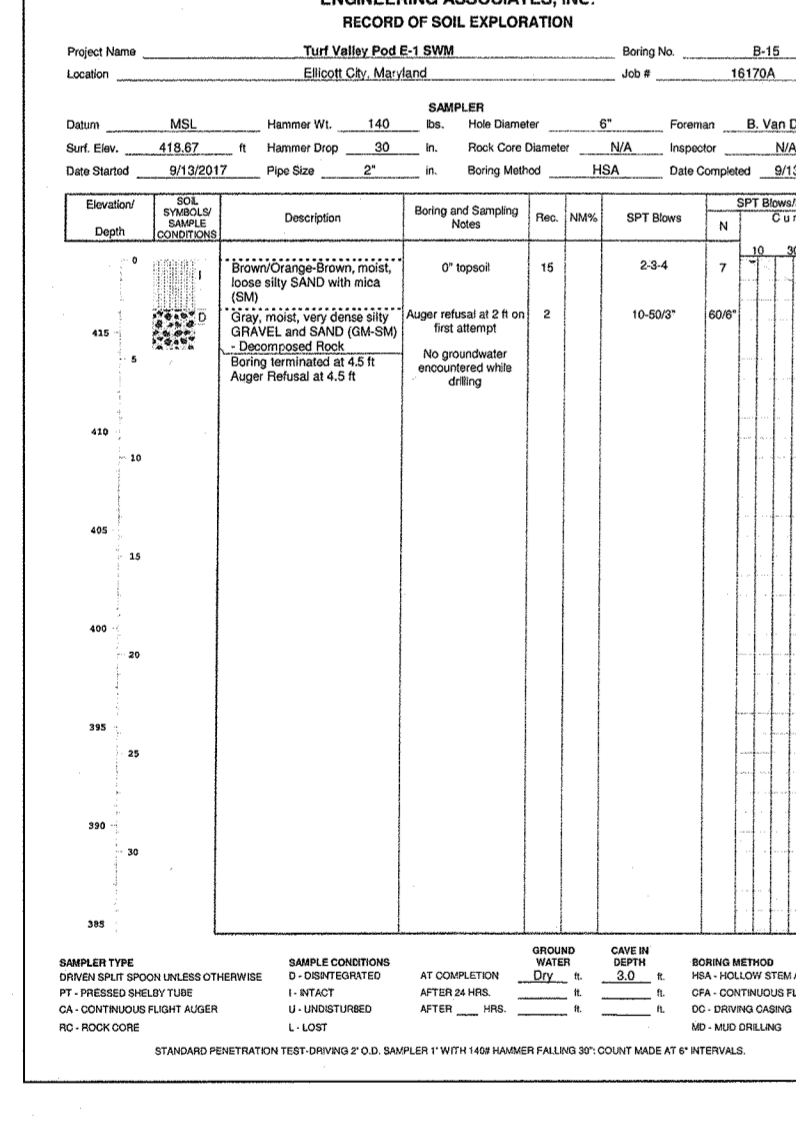 ENGINEERING ASSOCIATES, INC.
RECORD OF SOIL EXPLORATION
Project Name Turf Valley Pod E-1 SWM Boring No. B-15
Location Ellicott City, Maryland Job # 16170A
SAMPLER
Datum MSL Hammer Wt. 140 lbs. Hole Diameter 6" Foreman B. Van D
Surf. Elev. 418.67 ft Hammer Drop 30 in. Rock Core Diameter N/A Inspector N/A
Date Started 9/13/2017 Pipe Size 2" in. Boring Method HSA Date Completed 9/13
Elevation/ Depth
SOIL SYMBOLS/ SAMPLE CONDITIONS
Description
Boring and Sampling Notes
Rec.
NM%
SPT Blows
SPT Blows/
N
Cur
10 30
0
I
Brown/Orange-Brown, moist,
loose silty SAND with mica
(SM)
0" topsoil
15
2-3-4
7
D
Gray, moist, very dense silty
GRAVEL and SAND (GM-SM)
- Decomposed Rock
Auger refusal at 2 ft on
first attempt
2
10-50/3"
60/6"
415
5
Boring terminated at 4.5 ft
Auger Refusal at 4.5 ft
No groundwater
encountered while
drilling
410
10
405
15
400
20
395
25
390
30
385
SAMPLER TYPE
DRIVEN SPLIT SPOON UNLESS OTHERWISE
PT - PRESSED SHELBY TUBE
CA - CONTINUOUS FLIGHT AUGER
RC - ROCK CORE
SAMPLE CONDITIONS
D - DISINTEGRATED
I - INTACT
U - UNDISTURBED
L - LOST
GROUND WATER
CAVE IN DEPTH
AT COMPLETION Dry ft. 3.0 ft.
AFTER 24 HRS. ft. ft.
AFTER HRS. ft. ft.
BORING METHOD
HSA - HOLLOW STEM A
CFA - CONTINUOUS FL
DC - DRIVING CASING
MD - MUD DRILLING
STANDARD PENETRATION TEST-DRIVING 2" O.D. SAMPLER 1' WITH 140# HAMMER FALLING 30": COUNT MADE AT 6" INTERVALS.